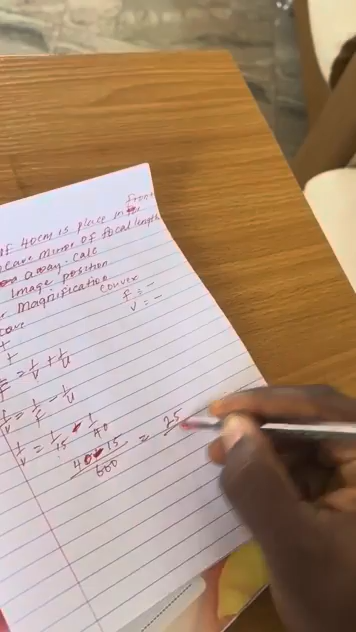 of 40cm is place in front
mirror of focal length
away. Calc
Image position
Magnification
convex
f = -
v = -
1/f = 1/v + 1/u
1/v = 1/f - 1/u
1/v = 1/15 - 1/40
40-15/600 = 25